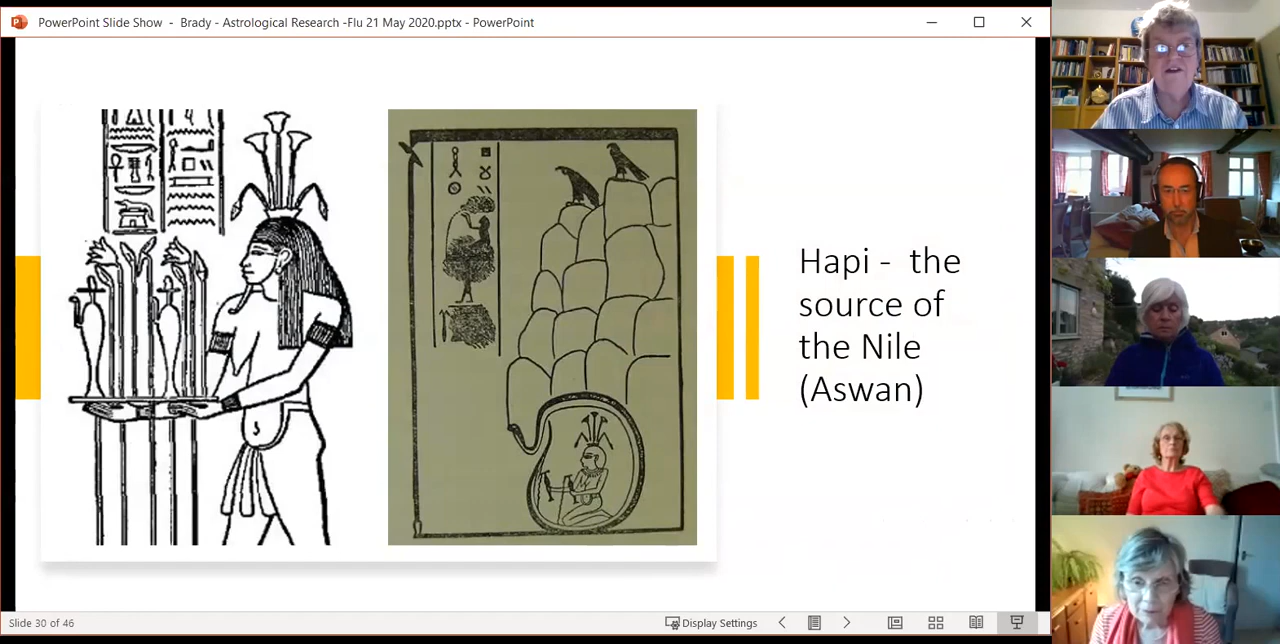 PowerPoint Slide Show - Brady - Astrological Research -Flu 21 May 2020.pptx - PowerPoint
Hapi - the
source of
the Nile
(Aswan)
Slide 30 of 46
Display Settings